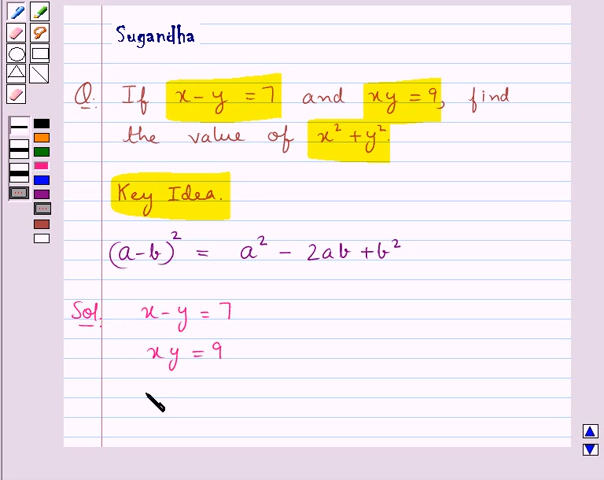 Sugandha
Q. If x - y = 7 and xy = 9, find
the value of x² + y².
Key Idea.
(a-b)² = a² - 2ab + b²
Sol. x - y = 7
xy = 9